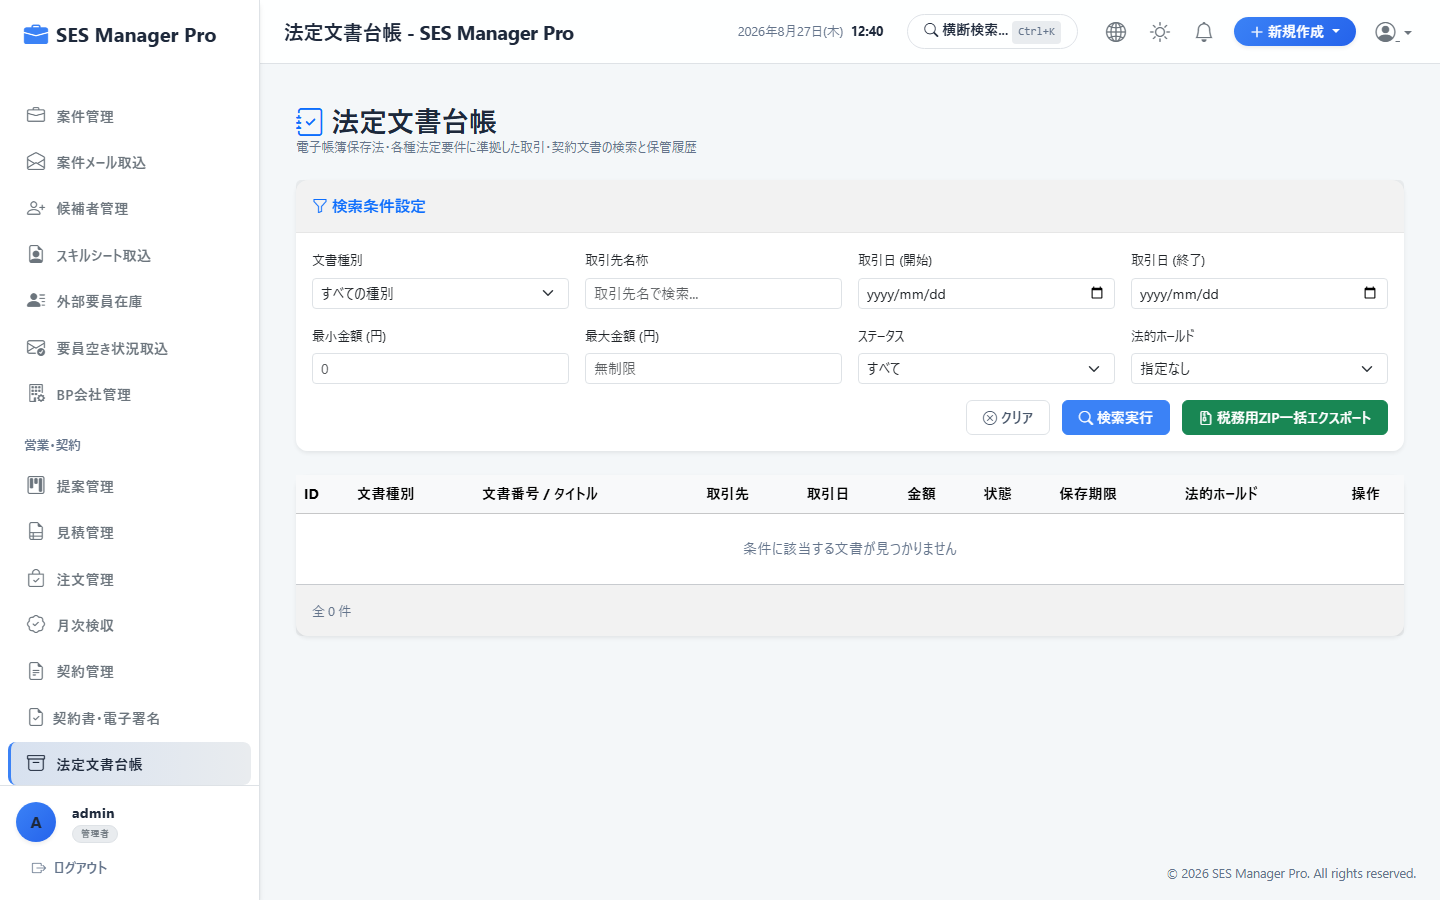 SES Manager Pro
法定文書台帳 - SES Manager Pro
2026年8月27日(木) 12:40
横断検索... Ctrl+K
新規作成
案件管理
案件メール取込
候補者管理
スキルシート取込
外部要員在庫
要員空き状況取込
BP会社管理
営業・契約
提案管理
見積管理
注文管理
月次検収
契約管理
契約書・電子署名
法定文書台帳
A
admin
管理者
ログアウト
法定文書台帳
電子帳簿保存法・各種法定要件に準拠した取引・契約文書の検索と保管履歴
検索条件設定
文書種別 取引先名称 取引日 (開始) 取引日 (終了)
すべての種別 取引先名で検索... yyyy/mm/dd yyyy/mm/dd
最小金額 (円) 最大金額 (円) ステータス 法的ホールド
0 無制限 すべて 指定なし
クリア 検索実行 税務用ZIP一括エクスポート
ID 文書種別 文書番号 / タイトル 取引先 取引日 金額 状態 保存期限 法的ホールド 操作
条件に該当する文書が見つかりません
全 0 件
© 2026 SES Manager Pro. All rights reserved.